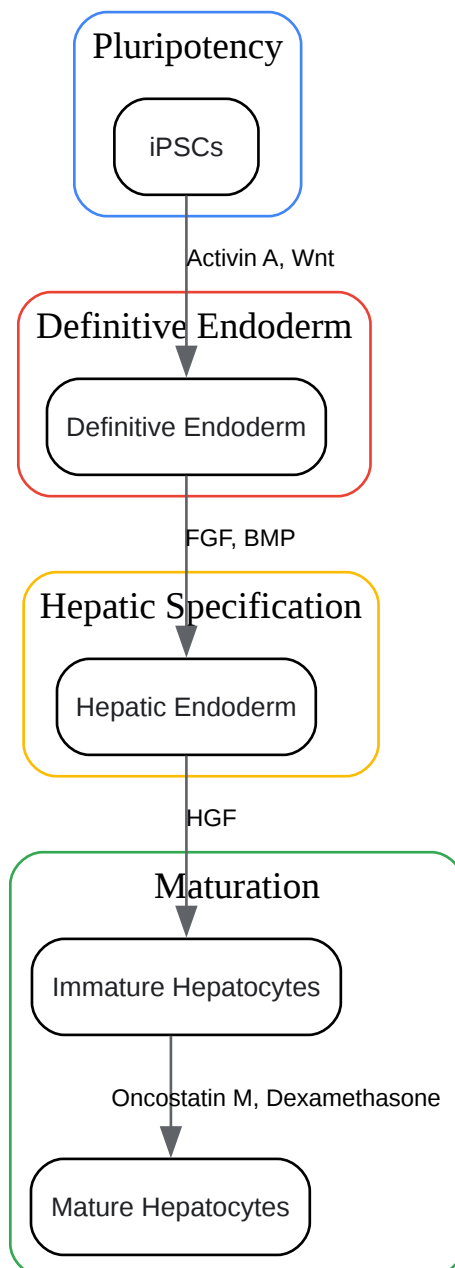 Pluripotency
iPSCs
Activin A, Wnt
Definitive Endoderm
Definitive Endoderm
FGF, BMP
Hepatic Specification
Hepatic Endoderm
HGF
Maturation
Immature Hepatocytes
Oncostatin M, Dexamethasone
Mature Hepatocytes